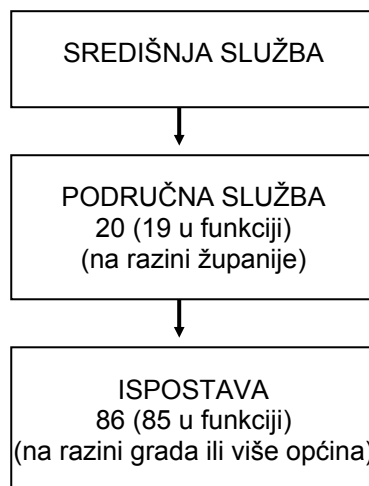 SREDIŠNJA SLUŽBA
PODRUČNA SLUŽBA
20 (19 u funkciji)
(na razini županije)
ISPOSTAVA
86 (85 u funkciji)
(na razini grada ili više općina)